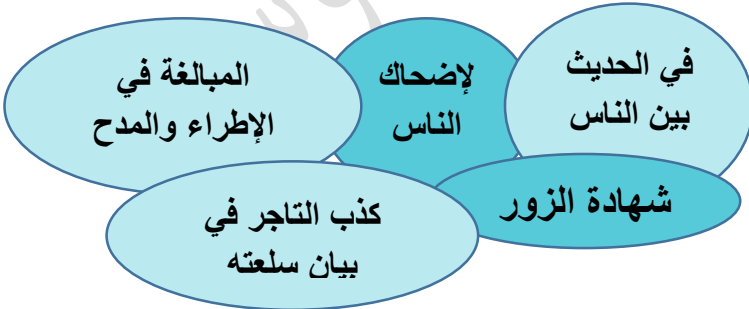 في الحديث
بين الناس
لإضحاك
الناس
المبالغة في
الإطراء والمدح
شهادة الزور
كذب التاجر في
بيان سلعته